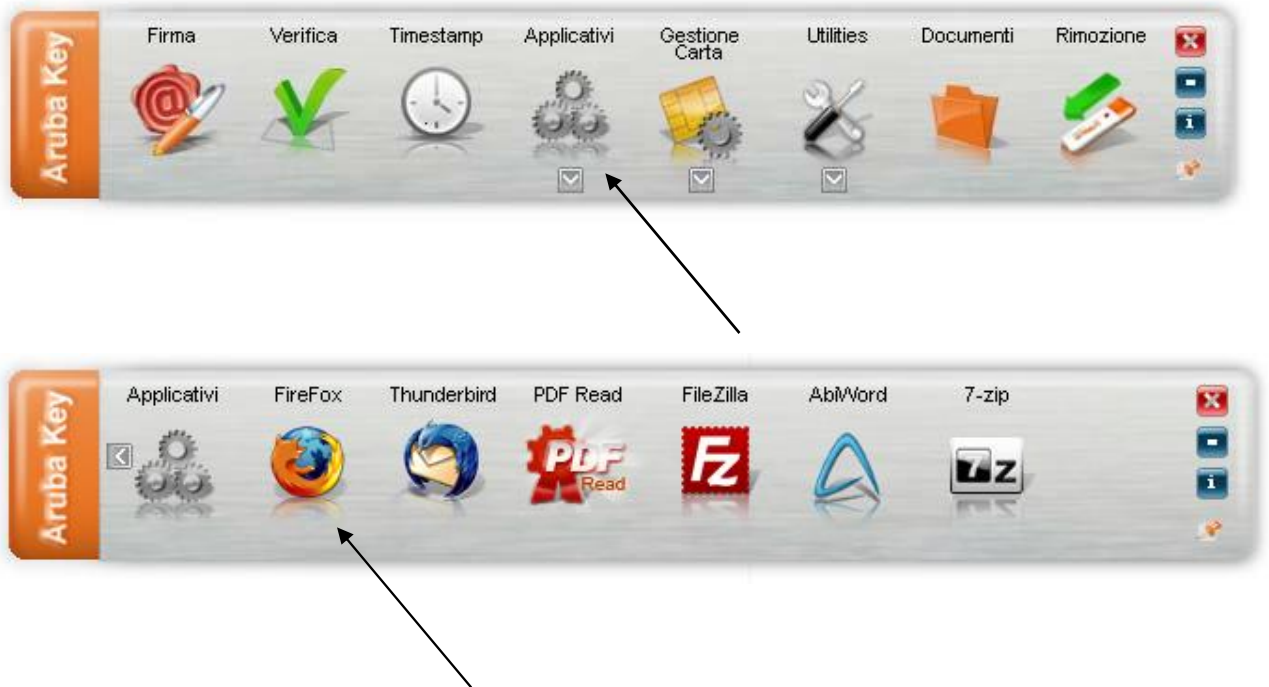 Aruba Key
Firma Verifica Timestamp Applicativi Gestione Carta Utilities Documenti Rimozione
Aruba Key
Applicativi FireFox Thunderbird PDF Read FileZilla AbiWord 7-zip
@
i
PDF
Read
FZ
7z
i